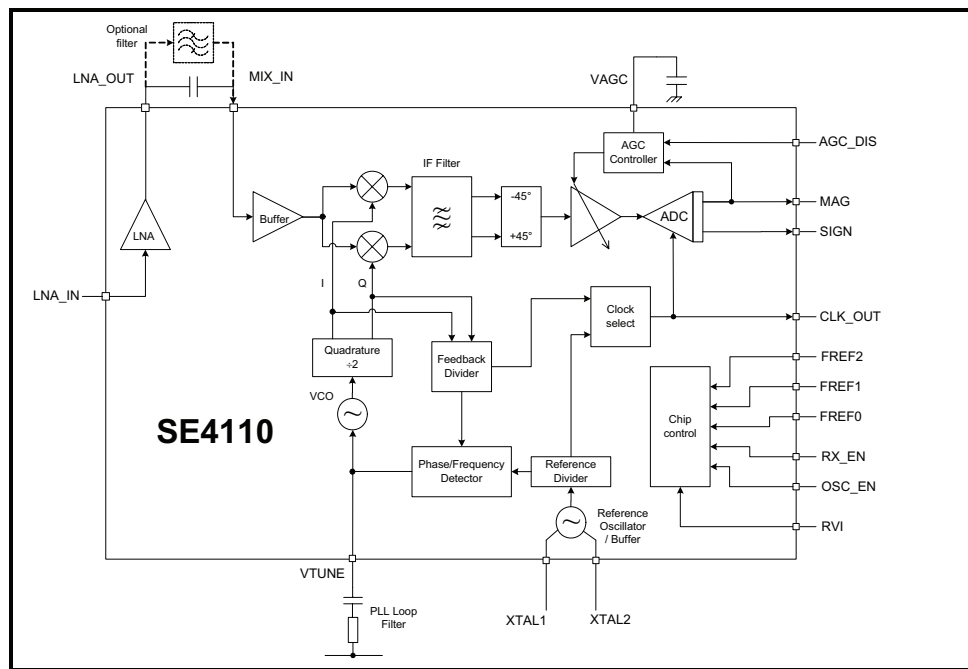 Optional
filter
LNA_OUT
MIX_IN
VAGC
AGC
Controller
AGC_DIS
IF Filter
-45°
+45°
Buffer
LNA
ADC
MAG
SIGN
LNA_IN
I
Q
Clock
select
CLK_OUT
Quadrature
÷2
Feedback
Divider
FREF2
FREF1
FREF0
RX_EN
OSC_EN
RVI
Chip
control
VCO
SE4110
Phase/Frequency
Detector
Reference
Divider
Reference
Oscillator
/ Buffer
VTUNE
PLL Loop
Filter
XTAL1
XTAL2